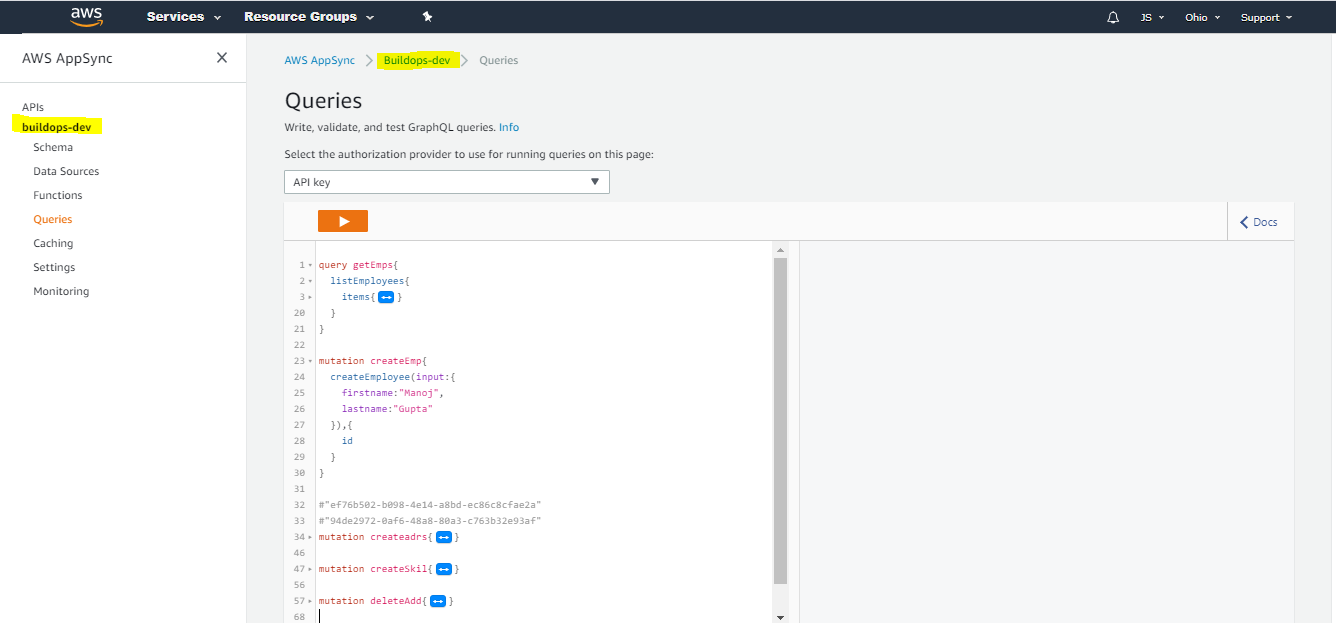 aws Services Resource Groups JS Ohio Support
AWS AppSync
APIs
buildops-dev
Schema
Data Sources
Functions
Queries
Caching
Settings
Monitoring
AWS AppSync Buildops-dev Queries
Queries
Write, validate, and test GraphQL queries. Info
Select the authorization provider to use for running queries on this page:
API key
Docs
1 query getEmps{
2 listEmployees{
3 items{ }
20 }
21 }
22
23 mutation createEmp{
24 createEmployee(input:{
25 firstname:"Manoj",
26 lastname:"Gupta"
27 }),{
28 id
29 }
30 }
31
32 #"ef76b502-b098-4e14-a8bd-ec86c8cfae2a"
33 #"94de2972-0af6-48a8-80a3-c763b32e93af"
34 mutation createadrs{ }
46
47 mutation createSkil{ }
56
57 mutation deleteAdd{ }
68